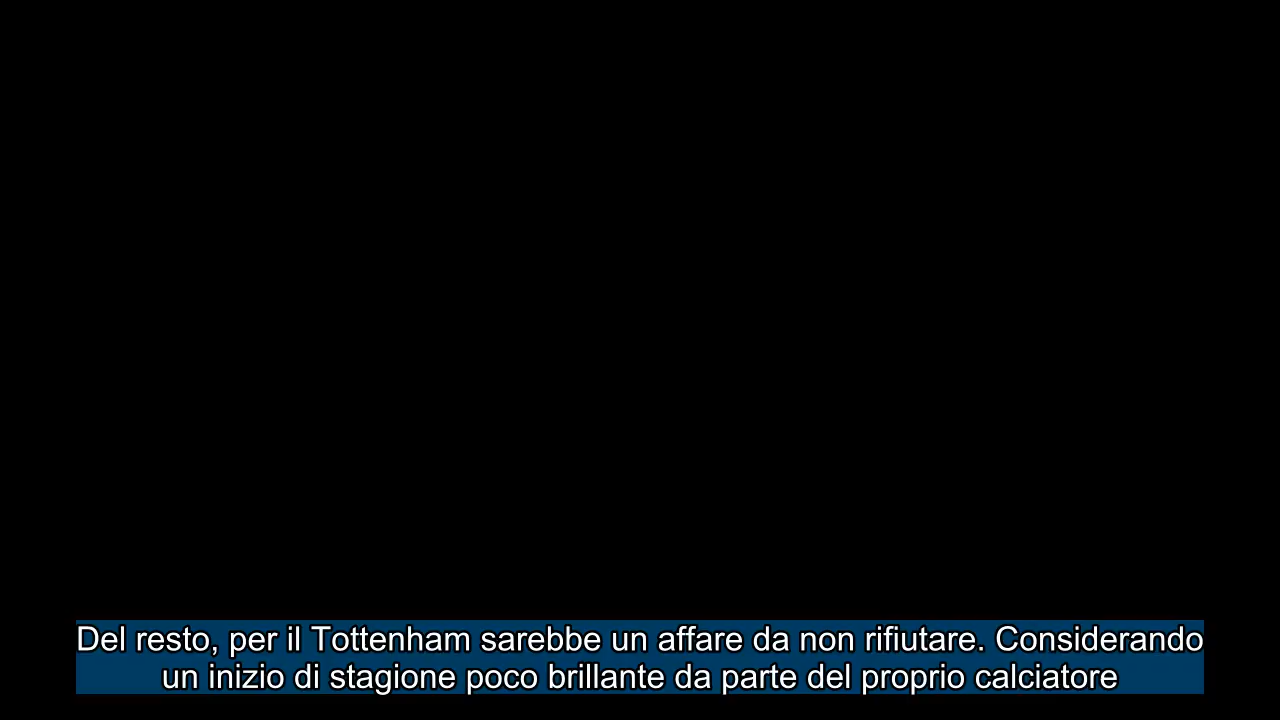 Del resto, per il Tottenham sarebbe un affare da non rifiutare. Considerando
un inizio di stagione poco brillante da parte del proprio calciatore